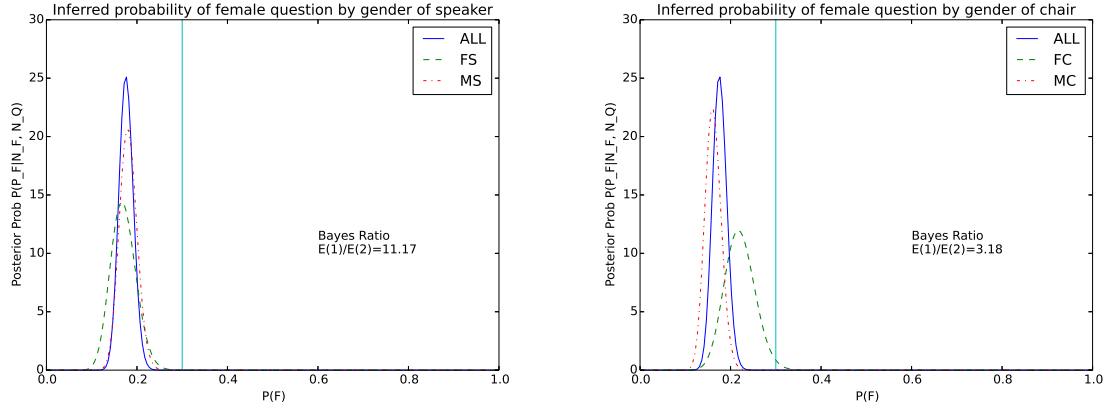 Inferred probability of female question by gender of speaker
30
25
20
15
10
5
0
Posterior Prob P(P_F|N_F, N_Q)
ALL
FS
MS
Bayes Ratio
E(1)/E(2)=11.17
0.0 0.2 0.4 0.6 0.8 1.0
P(F)
Inferred probability of female question by gender of chair
30
25
20
15
10
5
0
Posterior Prob P(P_F|N_F, N_Q)
ALL
FC
MC
Bayes Ratio
E(1)/E(2)=3.18
0.0 0.2 0.4 0.6 0.8 1.0
P(F)